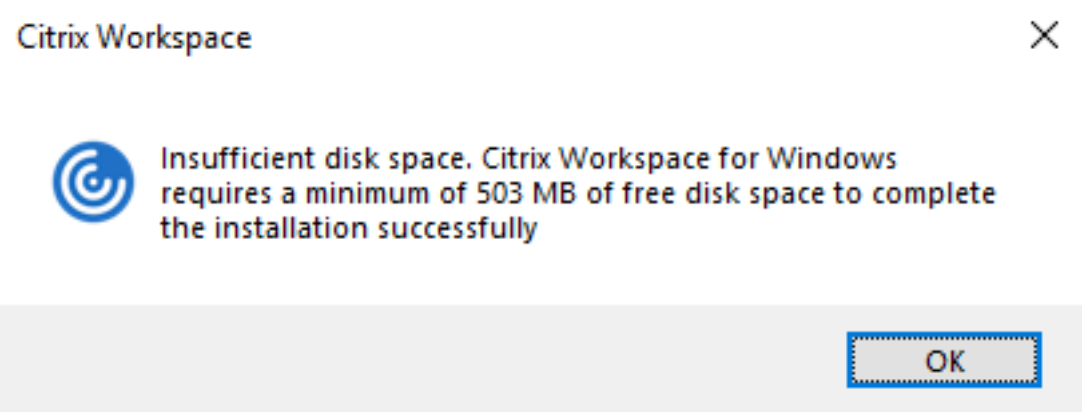 Citrix Workspace
Insufficient disk space. Citrix Workspace for Windows
requires a minimum of 503 MB of free disk space to complete
the installation successfully
OK